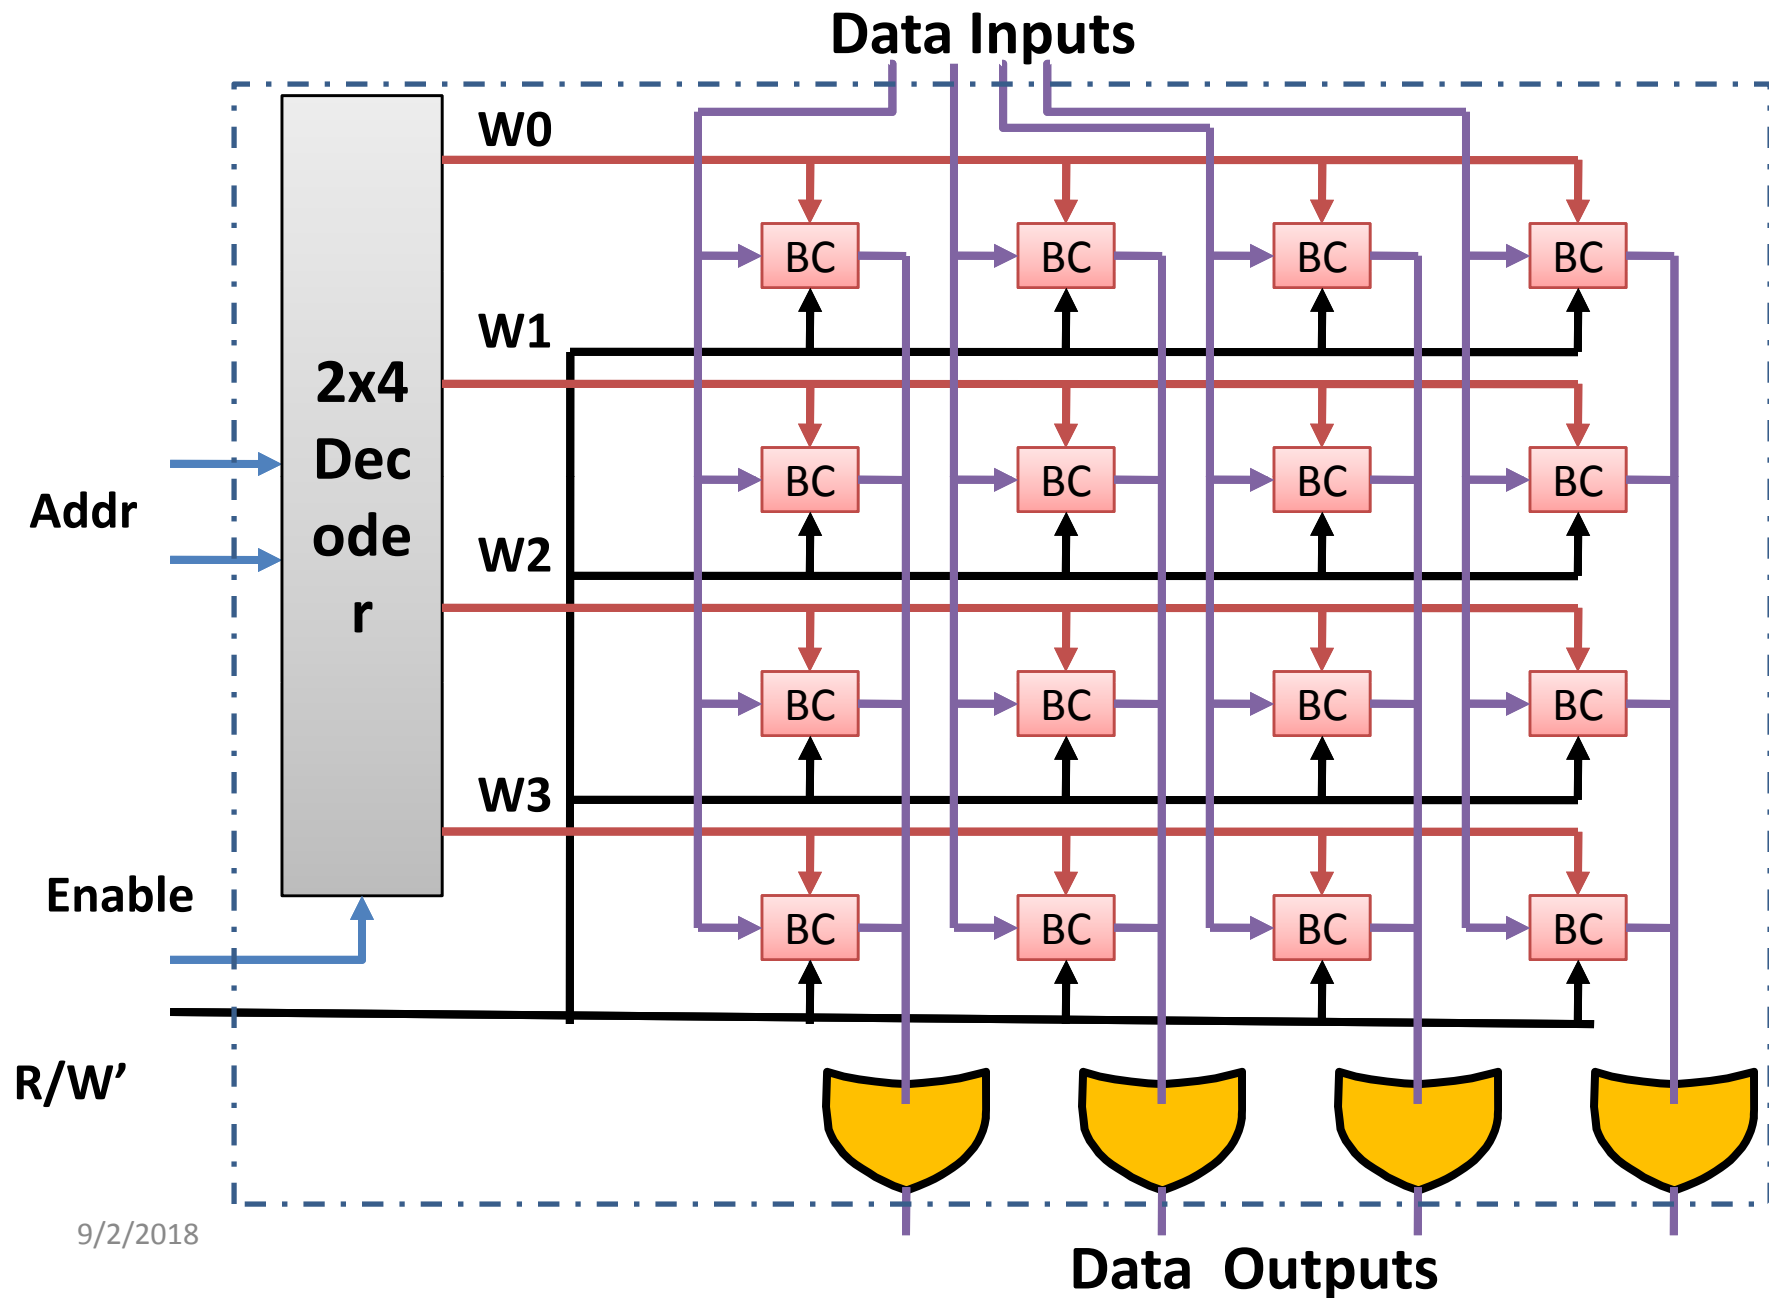 Data Inputs
W0
BC BC BC BC
W1
2x4
Dec
ode
r
BC BC BC BC
Addr
W2
BC BC BC BC
W3
Enable
BC BC BC BC
R/W’
9/2/2018
Data Outputs